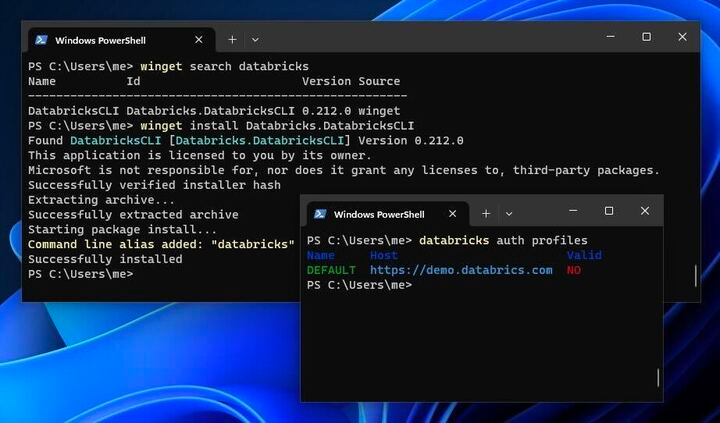 Windows PowerShell
PS C:\Users\me> winget search databricks
Name Id Version Source
----------------------------------------------------
DatabricksCLI Databricks.DatabricksCLI 0.212.0 winget
PS C:\Users\me> winget install Databricks.DatabricksCLI
Found DatabricksCLI [Databricks.DatabricksCLI] Version 0.212.0
This application is licensed to you by its owner.
Microsoft is not responsible for, nor does it grant any licenses to, third-party packages.
Successfully verified installer hash
Extracting archive...
Successfully extracted archive
Starting package install...
Command line alias added: "databricks"
Successfully installed
PS C:\Users\me>
Windows PowerShell
PS C:\Users\me> databricks auth profiles
Name Host Valid
DEFAULT https://demo.databrics.com NO
PS C:\Users\me>